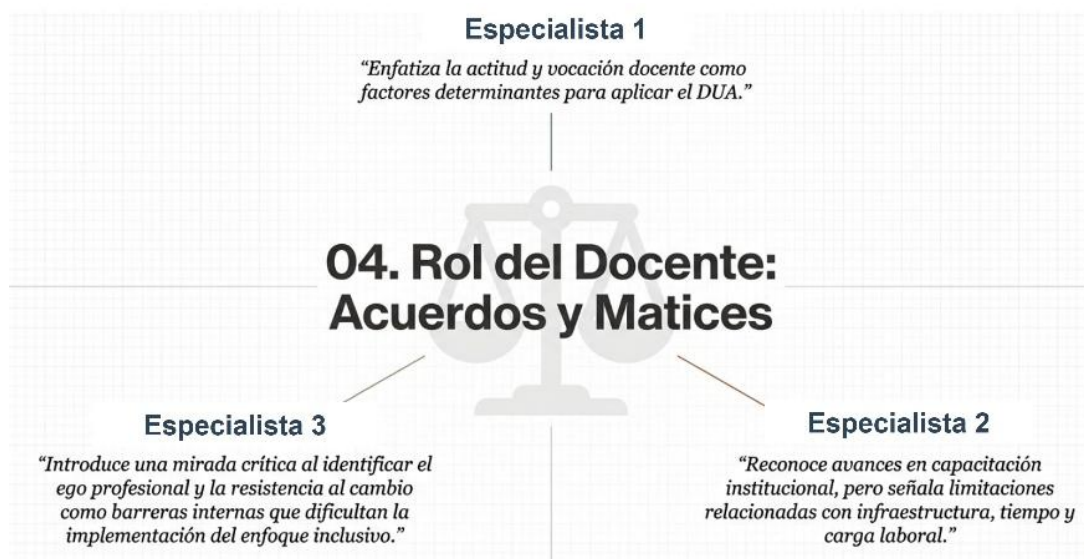 Especialista 1
“Enfatiza la actitud y vocación docente como
factores determinantes para aplicar el DUA.”
04. Rol del Docente:
Acuerdos y Matices
Especialista 3
“Introduce una mirada crítica al identificar el
ego profesional y la resistencia al cambio
como barreras internas que dificultan la
implementación del enfoque inclusivo.”
Especialista 2
“Reconoce avances en capacitación
institucional, pero señala limitaciones
relacionadas con infraestructura, tiempo y
carga laboral.”